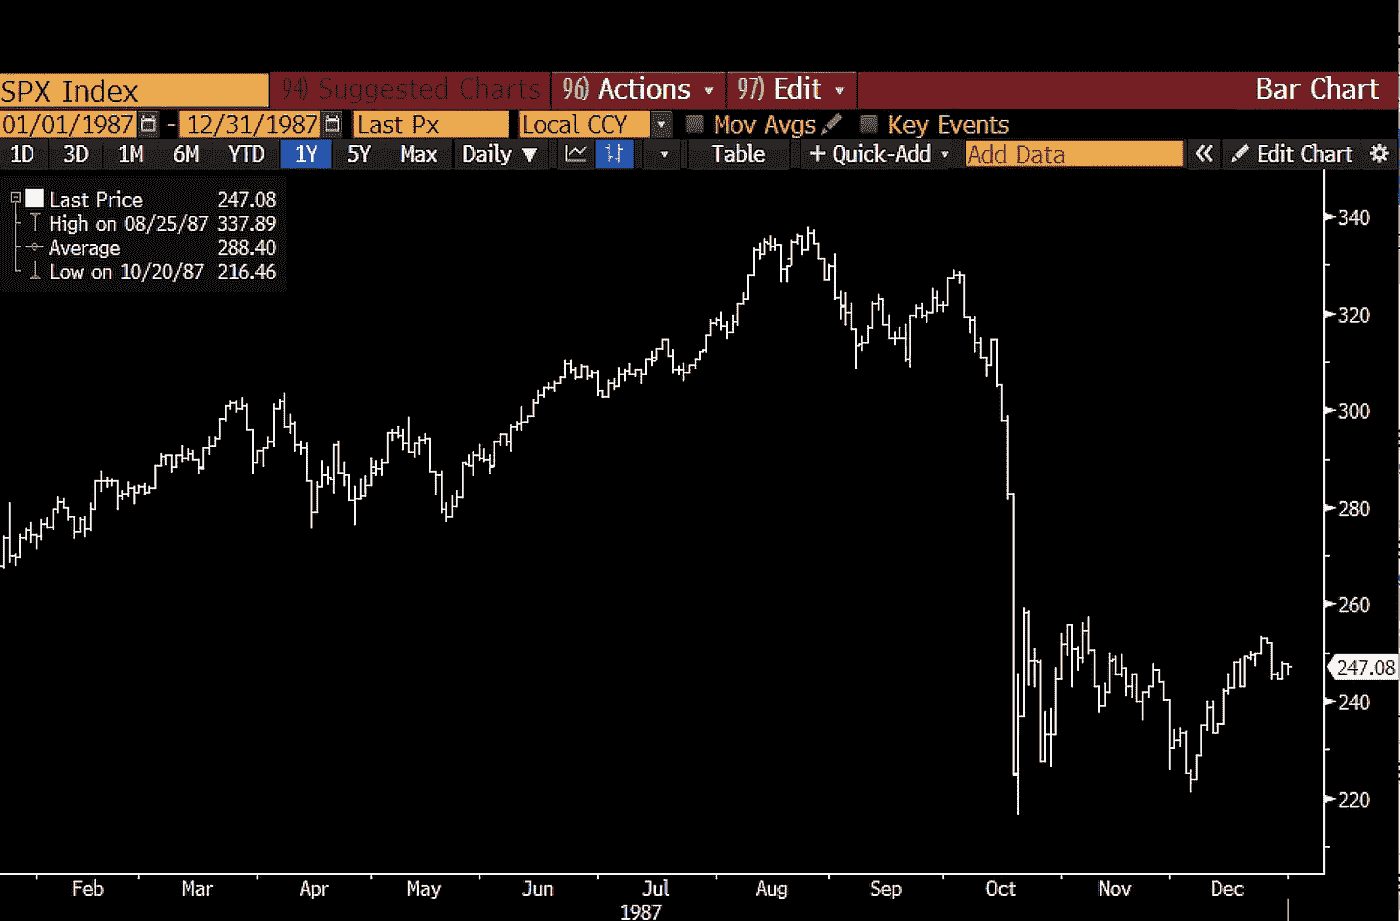 SPX Index 94) Suggested Charts 96) Actions 97) Edit Bar Chart
01/01/1987 - 12/31/1987 Last Px Local CCY Mov Avgs Key Events
1D 3D 1M 6M YTD 1Y 5Y Max Daily Table + Quick-Add Add Data « Edit Chart
Last Price 247.08
High on 08/25/87 337.89
Average 288.40
Low on 10/20/87 216.46
340
320
300
280
260
247.08
240
220
Feb Mar Apr May Jun Jul Aug Sep Oct Nov Dec
1987